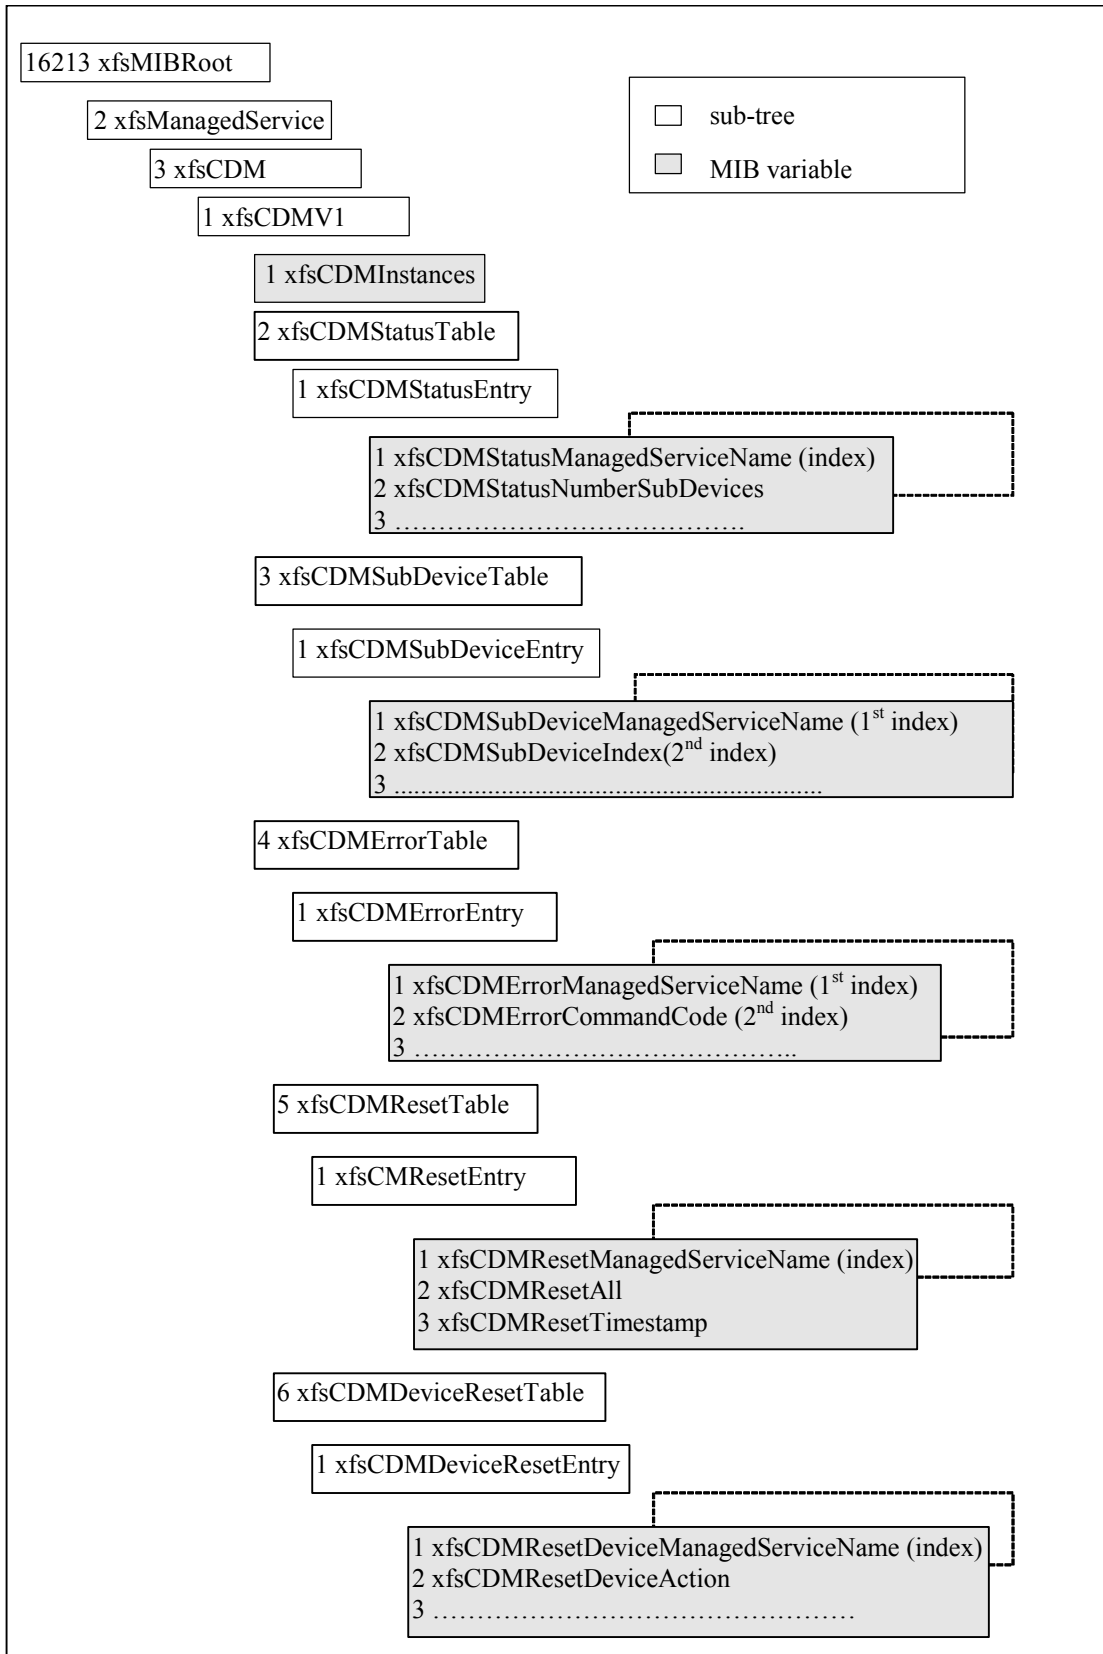 16213 xfsMIBRoot
sub-tree
2 xfsManagedService
MIB variable
3 xfsCDM
1 xfsCDMV1
1 xfsCDMInstances
2 xfsCDMStatusTable
1 xfsCDMStatusEntry
1 xfsCDMStatusManagedServiceName (index)
2 xfsCDMStatusNumberSubDevices
3 ……………………………………
3 xfsCDMSubDeviceTable
1 xfsCDMSubDeviceEntry
1 xfsCDMSubDeviceManagedServiceName (1st index)
2 xfsCDMSubDeviceIndex(2nd index)
3 ................................................................
4 xfsCDMErrorTable
1 xfsCDMErrorEntry
1 xfsCDMErrorManagedServiceName (1st index)
2 xfsCDMErrorCommandCode (2nd index)
3 ……………………………………..
5 xfsCDMResetTable
1 xfsCMResetEntry
1 xfsCDMResetManagedServiceName (index)
2 xfsCDMResetAll
3 xfsCDMResetTimestamp
6 xfsCDMDeviceResetTable
1 xfsCDMDeviceResetEntry
1 xfsCDMResetDeviceManagedServiceName (index)
2 xfsCDMResetDeviceAction
3 …………………………………………